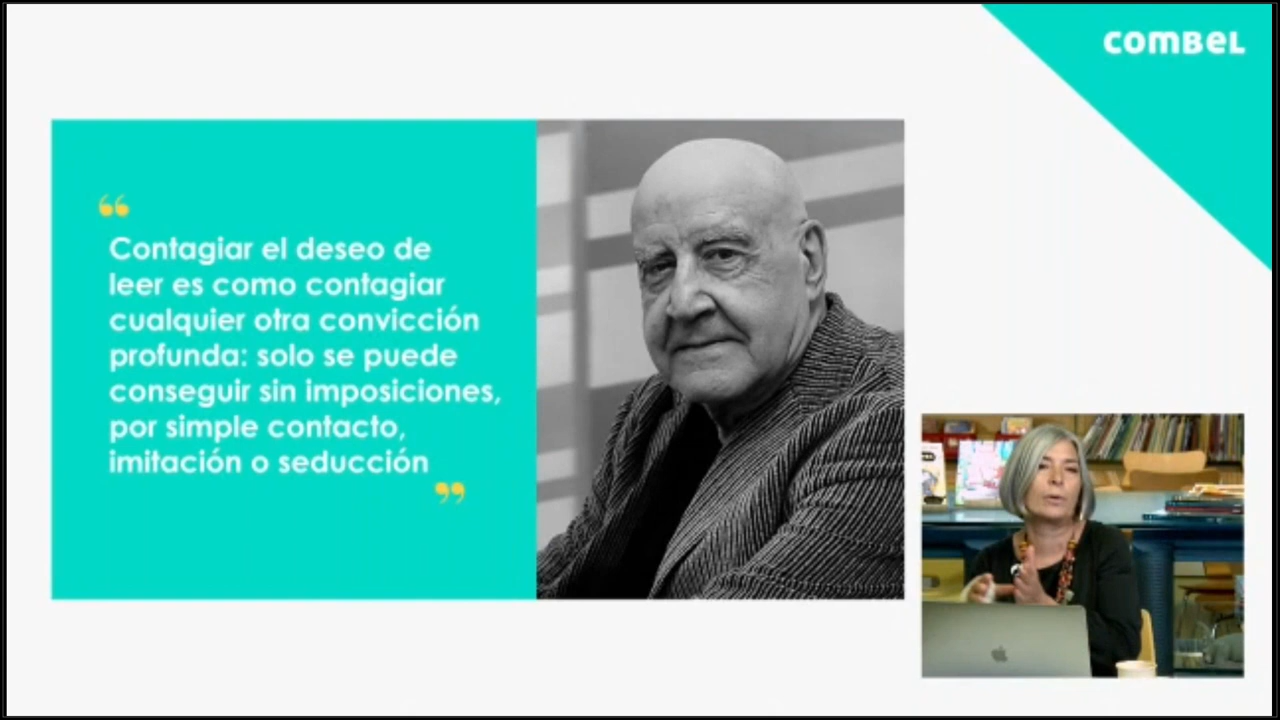 COMBEL
“
Contagiar el deseo de
leer es como contagiar
cualquier otra convicción
profunda: solo se puede
conseguir sin imposiciones,
por simple contacto,
imitación o seducción
”